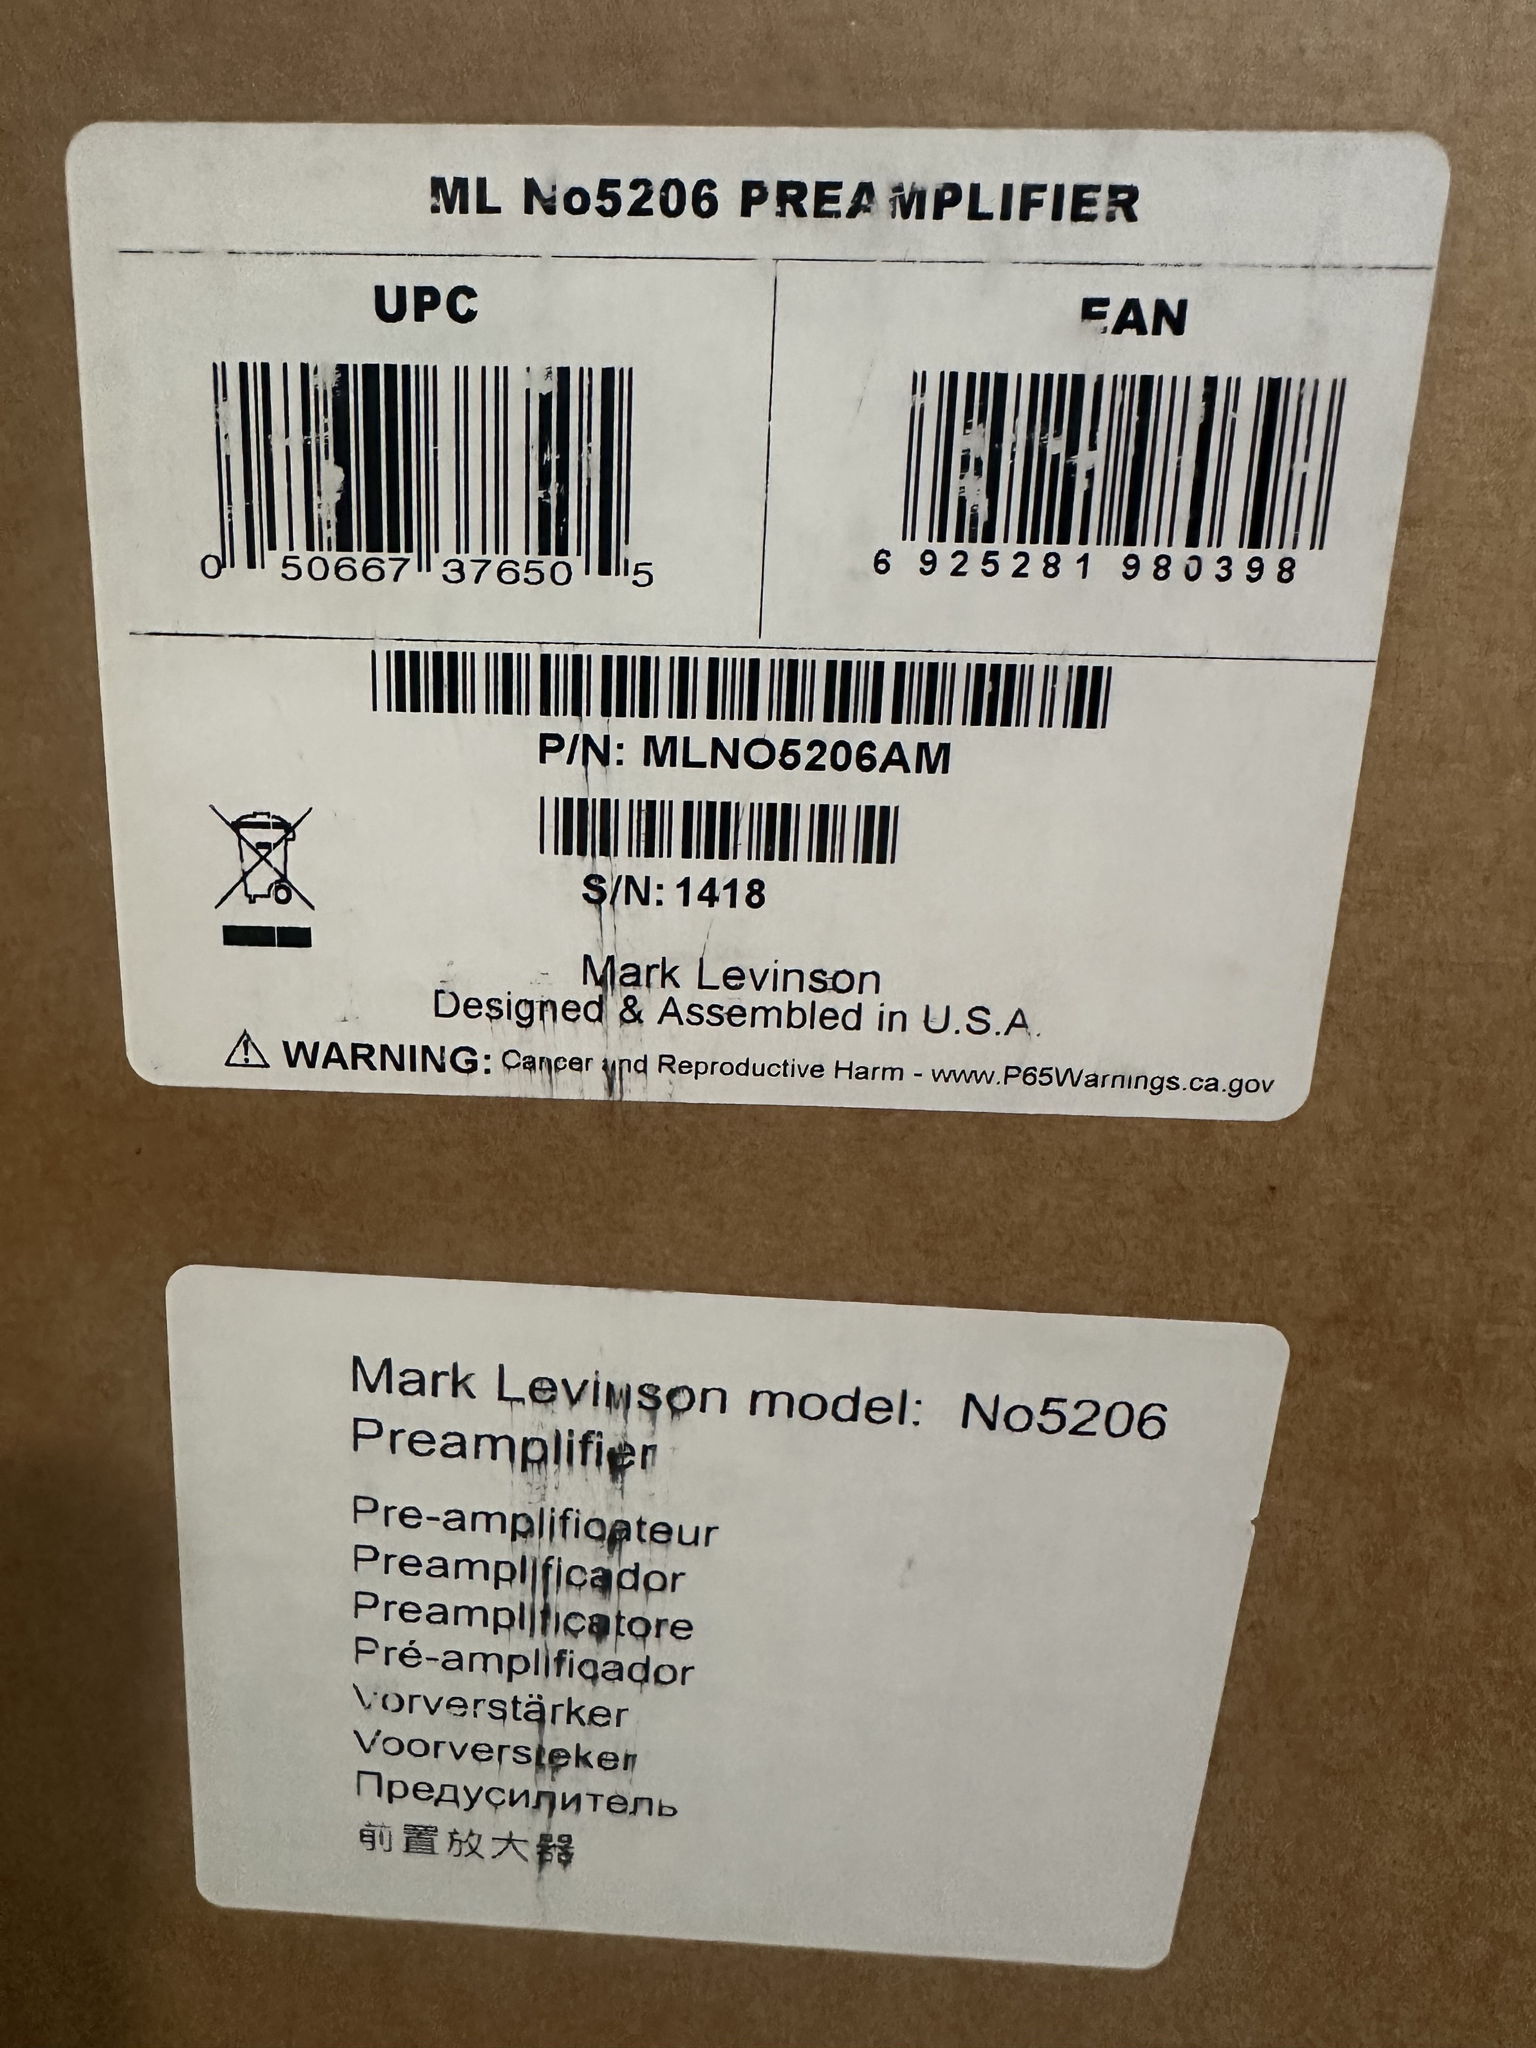 ML No5206 PREAMPLIFIER
UPC
EAN
0 50667 37650 5
6 925281 980398
P/N: MLNO5206AM
S/N: 1418
Mark Levinson
Designed & Assembled in U.S.A.
WARNING: Cancer and Reproductive Harm - www.P65Warnings.ca.gov
Mark Levinson model: No5206
Preamplifier
Pre-amplificateur
Preamplificador
Preamplificatore
Pré-amplificador
Vorverstärker
Voorversteker
Предусилитель
前置放大器